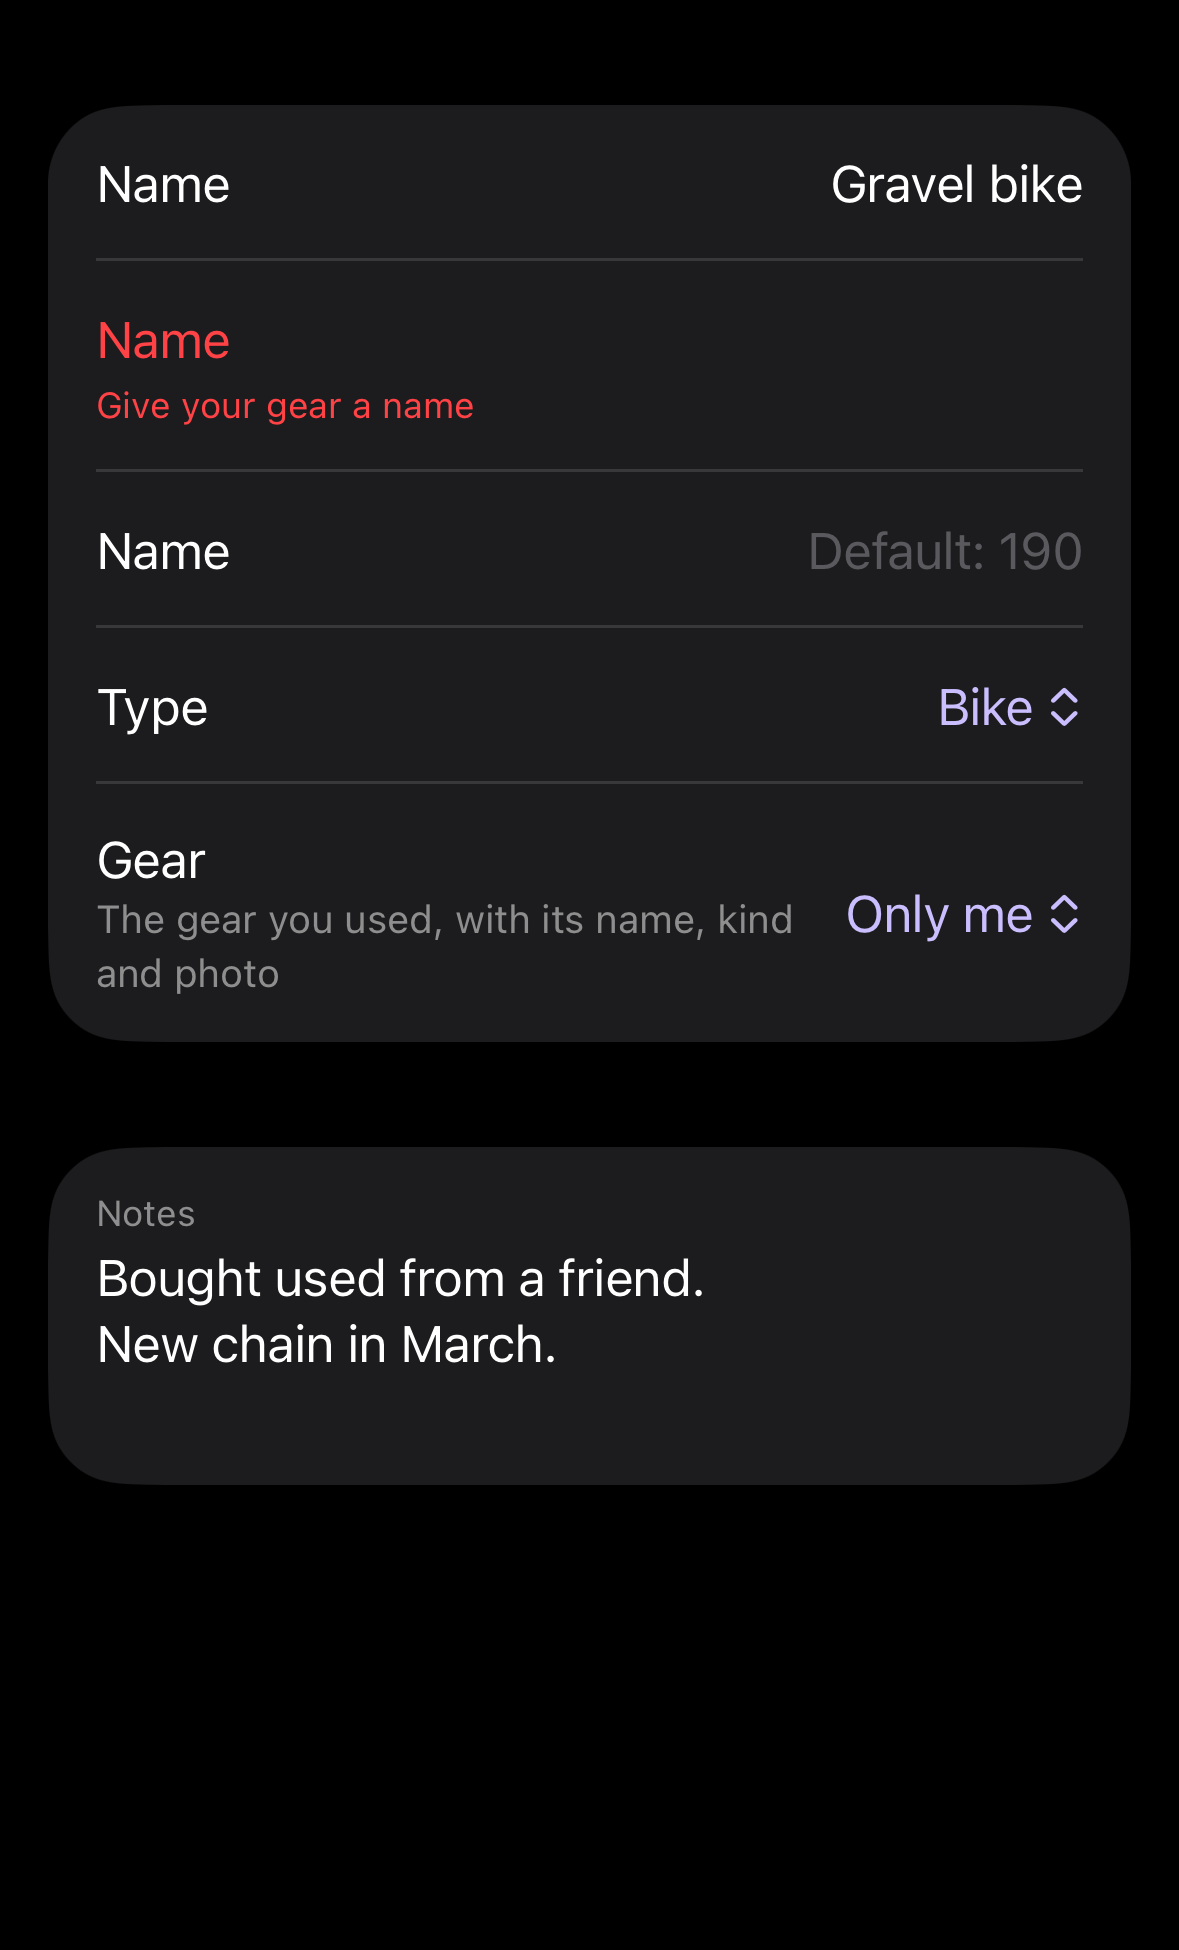 Name Gravel bike
Name
Give your gear a name
Name Default: 190
Type Bike
Gear
The gear you used, with its name, kind
and photo
Only me
Notes
Bought used from a friend.
New chain in March.